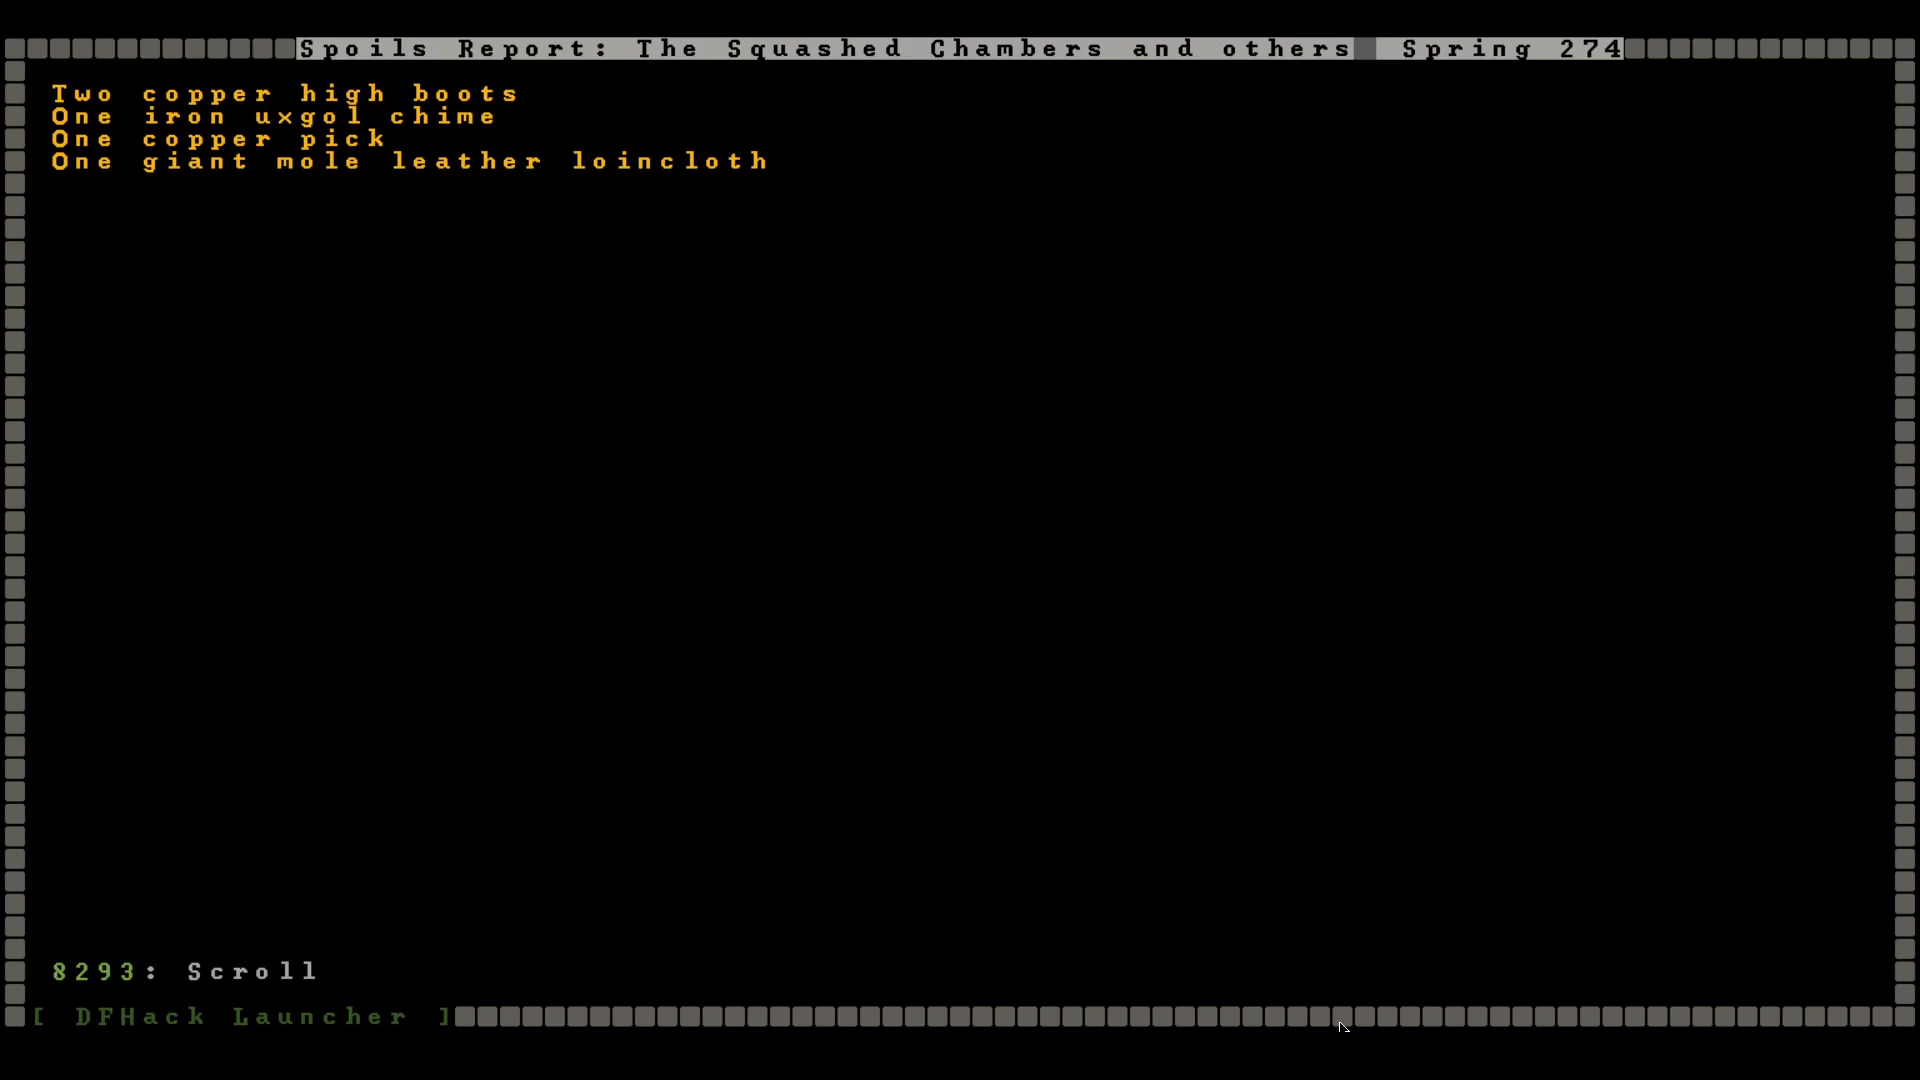 Spoils Report: The Squashed Chambers and others Spring 274
Two copper high boots
One iron uxgol chime
One copper pick
One giant mole leather loincloth
8293: Scroll
[ DFHack Launcher ]